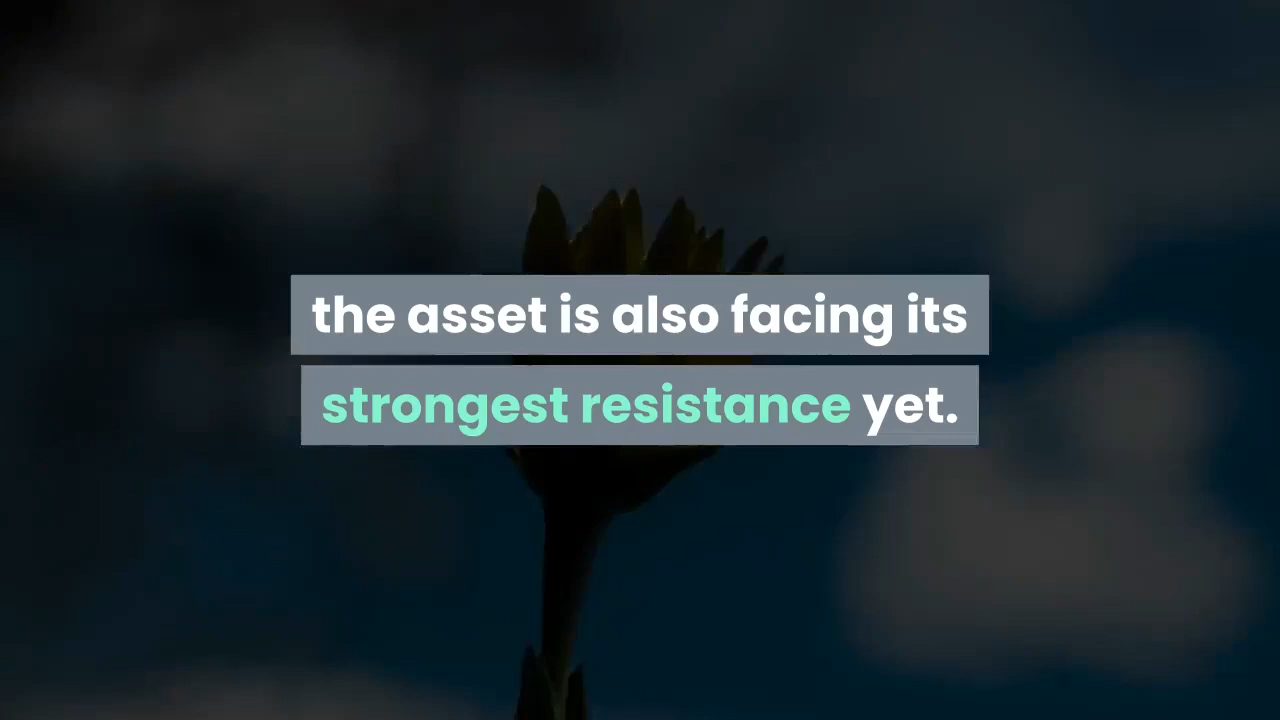 the asset is also facing its
strongest resistance yet.